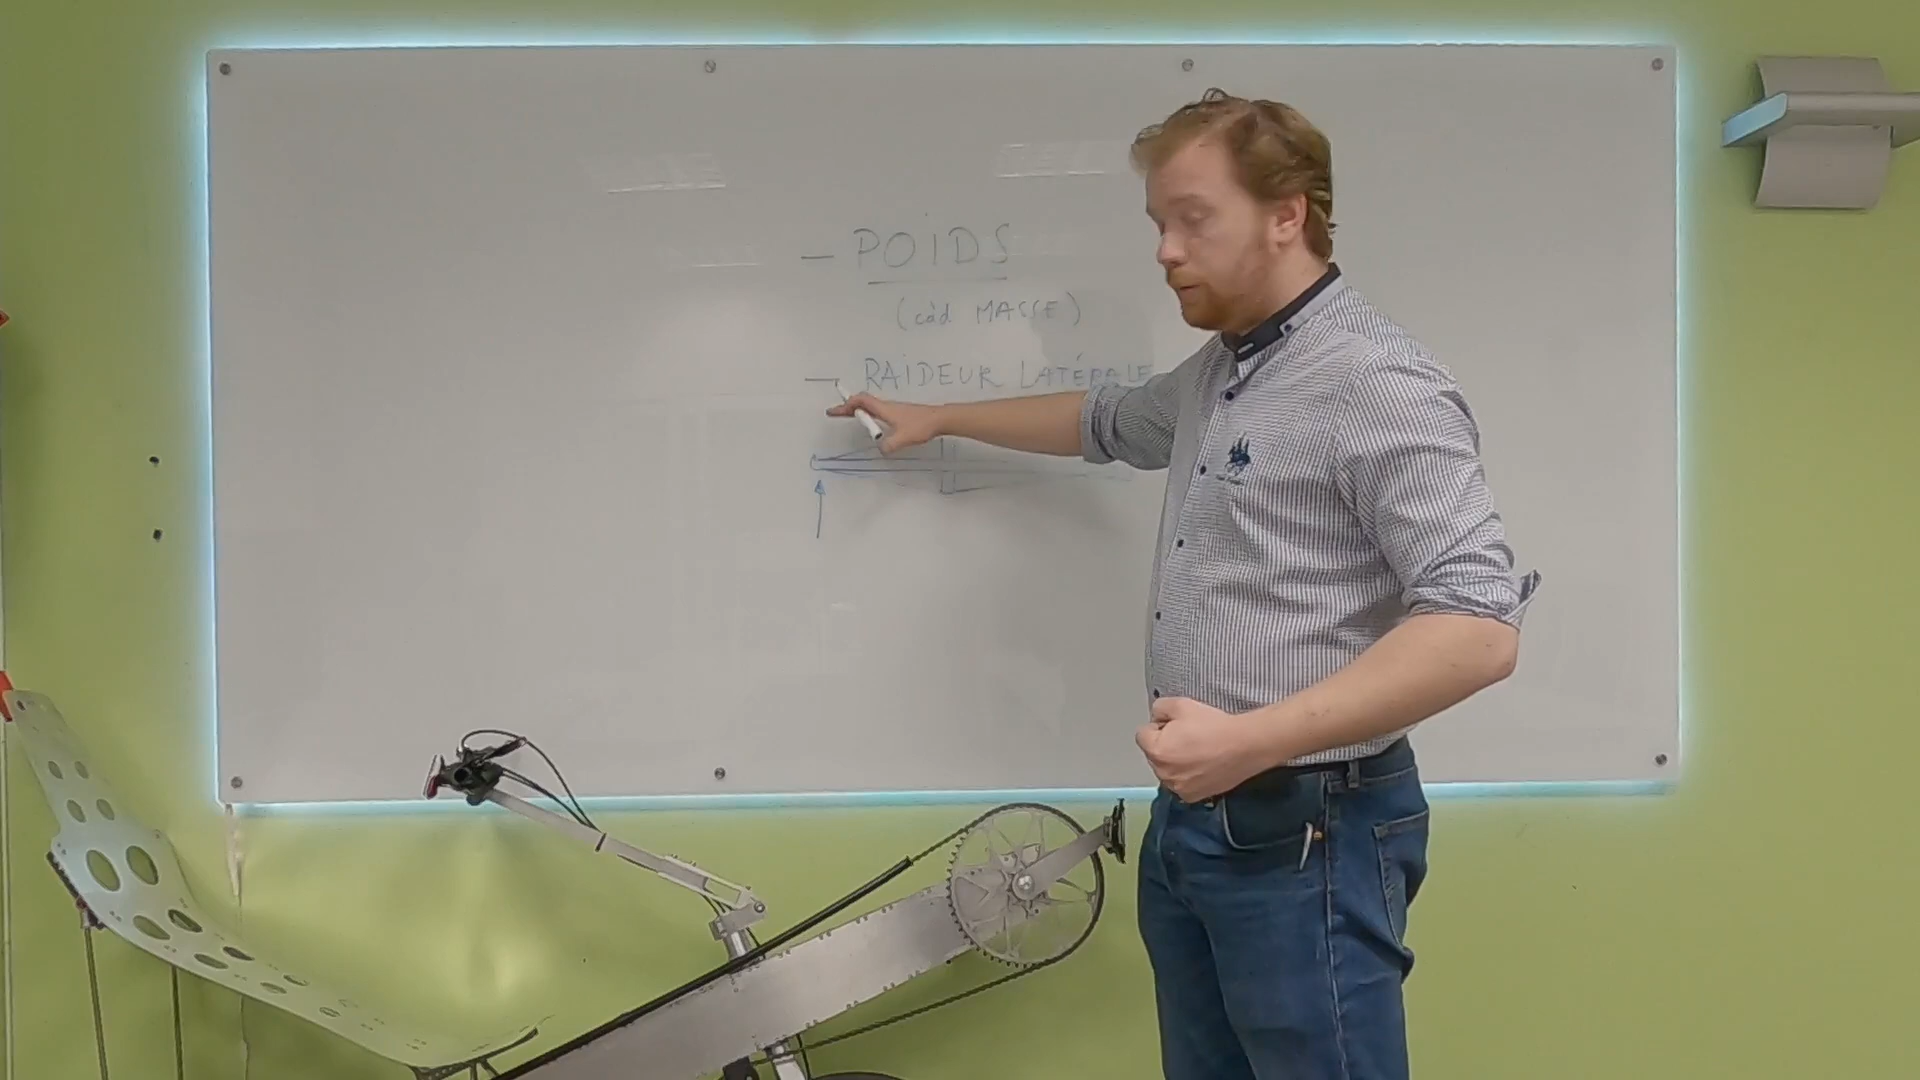 — POIDS
(càd MASSE)
— RAIDEUR LATÉRALE